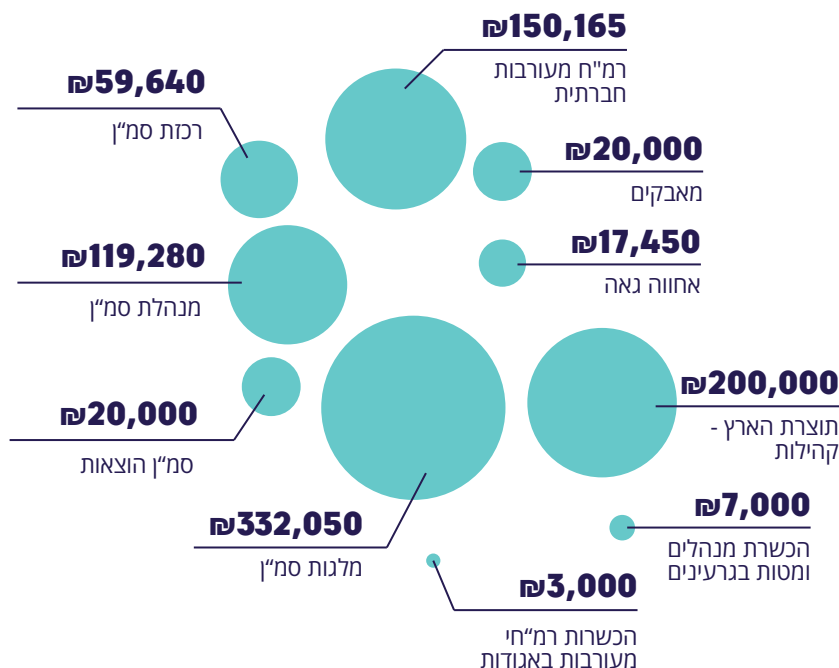 ₪150,165
רמ"ח מעורבות
חברתית
₪59,640
רכזת סמ“ן
₪20,000
מאבקים
₪17,450
אחווה גאה
₪119,280
מנהלת סמ“ן
₪200,000
תוצרת הארץ -
קהילות
₪20,000
סמ“ן הוצאות
₪7,000
הכשרת מנהלים
ומטות בגרעינים
₪332,050
מלגות סמ“ן
₪3,000
הכשרות רמ“חי
מעורבות באגודות